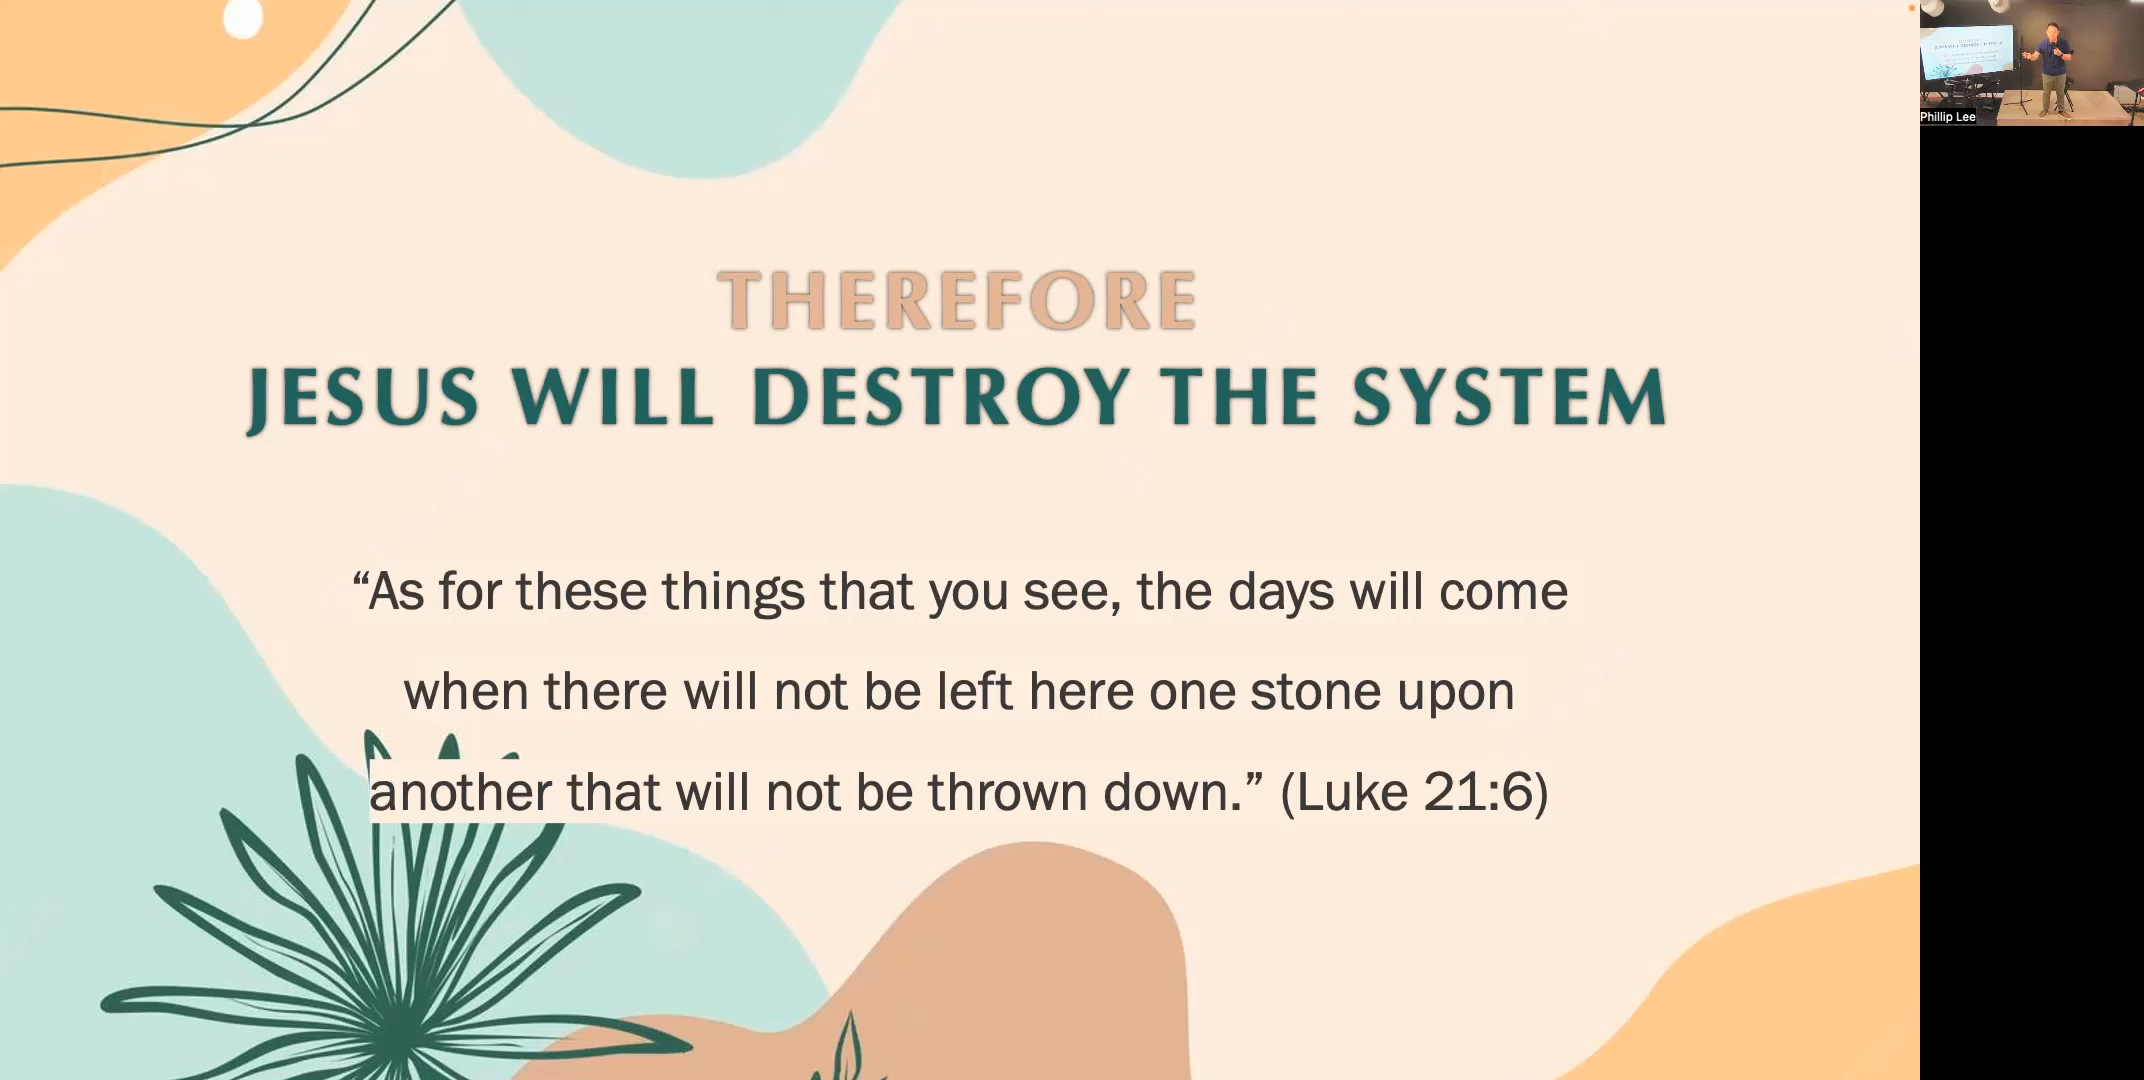 THEREFORE
JESUS WILL DESTROY THE SYSTEM
“As for these things that you see, the days will come
when there will not be left here one stone upon
another that will not be thrown down.” (Luke 21:6)
Phillip Lee